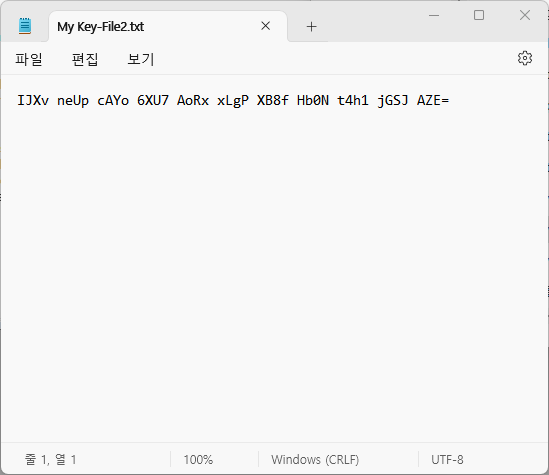 My Key-File2.txt
파일 편집 보기
IJXv neUp cAYo 6XU7 AoRx xLgP XB8f Hb0N t4h1 jGSJ AZE=
줄 1, 열 1 100% Windows (CRLF) UTF-8